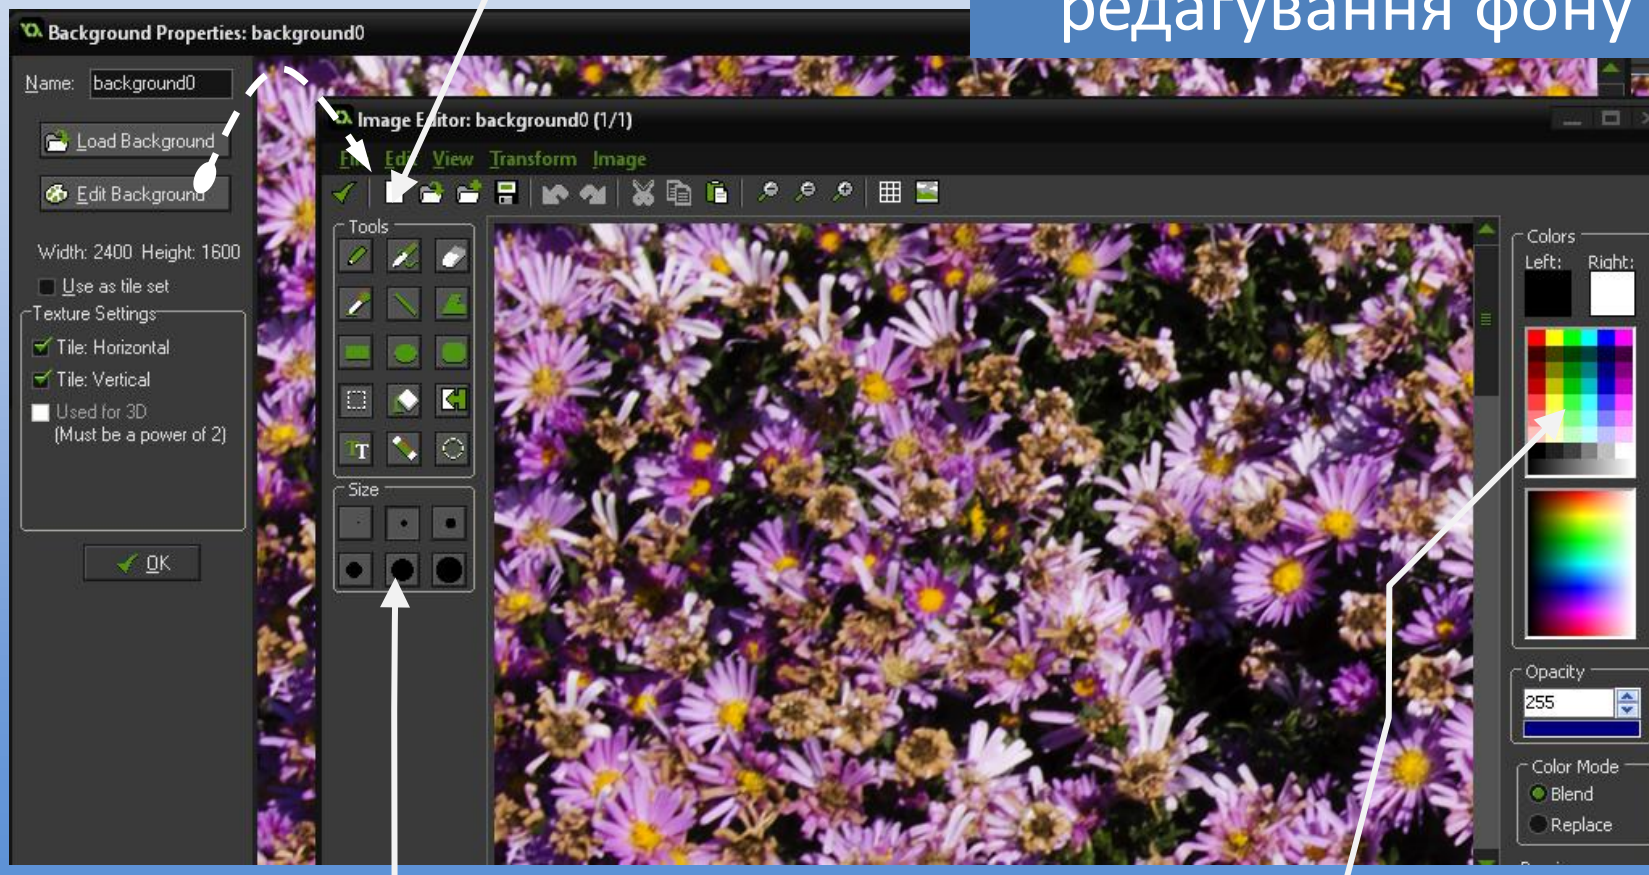 редагування фону
Background Properties: background0
Name: background0
Load Background
Edit Background
Width: 2400 Height: 1600
Use as tile set
Texture Settings
Tile: Horizontal
Tile: Vertical
Used for 3D
(Must be a power of 2)
OK
Image Editor: background0 (1/1)
File Edit View Transform Image
Tools
Size
Colors
Left: Right:
Opacity
255
Color Mode
Blend
Replace